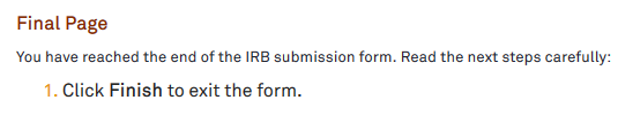 Final Page
You have reached the end of the IRB submission form. Read the next steps carefully:
1. Click Finish to exit the form.